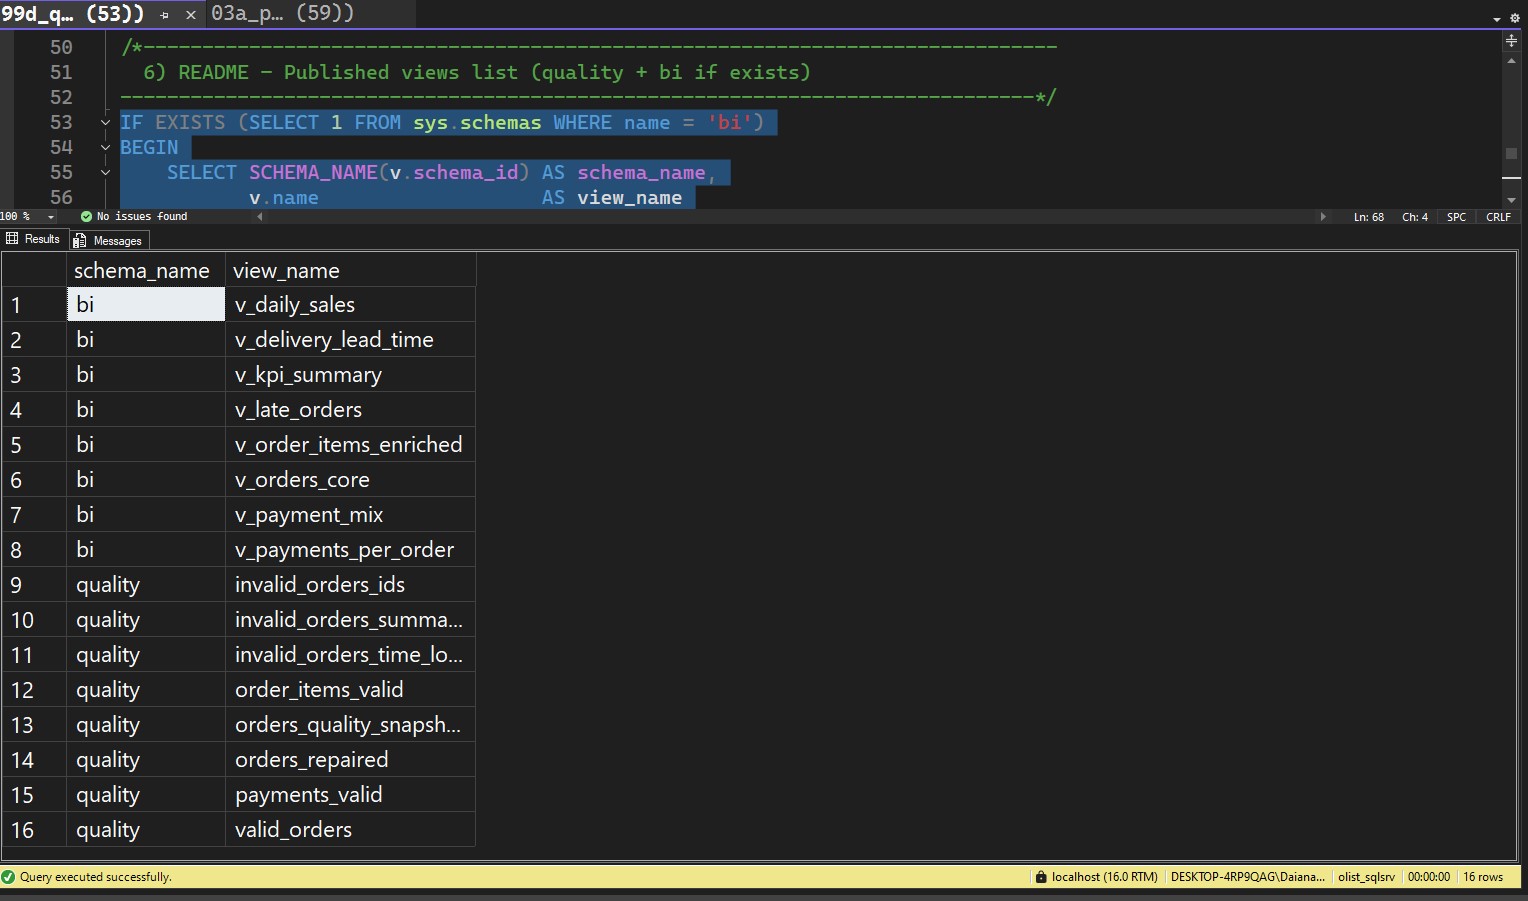 99d_q... (53)) 03a_p... (59))
50 /*------------------------------------------------------------------------------
51 6) README – Published views list (quality + bi if exists)
52 ------------------------------------------------------------------------------*/
53 IF EXISTS (SELECT 1 FROM sys.schemas WHERE name = 'bi')
54 BEGIN
55 SELECT SCHEMA_NAME(v.schema_id) AS schema_name,
56 v.name AS view_name
100 % No issues found Ln: 68 Ch: 4 SPC CRLF
Results Messages
schema_name view_name
1 bi v_daily_sales
2 bi v_delivery_lead_time
3 bi v_kpi_summary
4 bi v_late_orders
5 bi v_order_items_enriched
6 bi v_orders_core
7 bi v_payment_mix
8 bi v_payments_per_order
9 quality invalid_orders_ids
10 quality invalid_orders_summa...
11 quality invalid_orders_time_lo...
12 quality order_items_valid
13 quality orders_quality_snapsh...
14 quality orders_repaired
15 quality payments_valid
16 quality valid_orders
Query executed successfully. localhost (16.0 RTM) DESKTOP-4RP9QAG\Daiana... olist_sqlsrv 00:00:00 16 rows